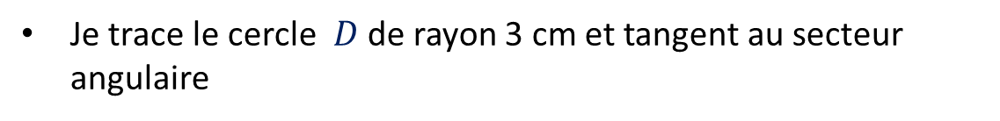 • Je trace le cercle D de rayon 3 cm et tangent au secteur
angulaire